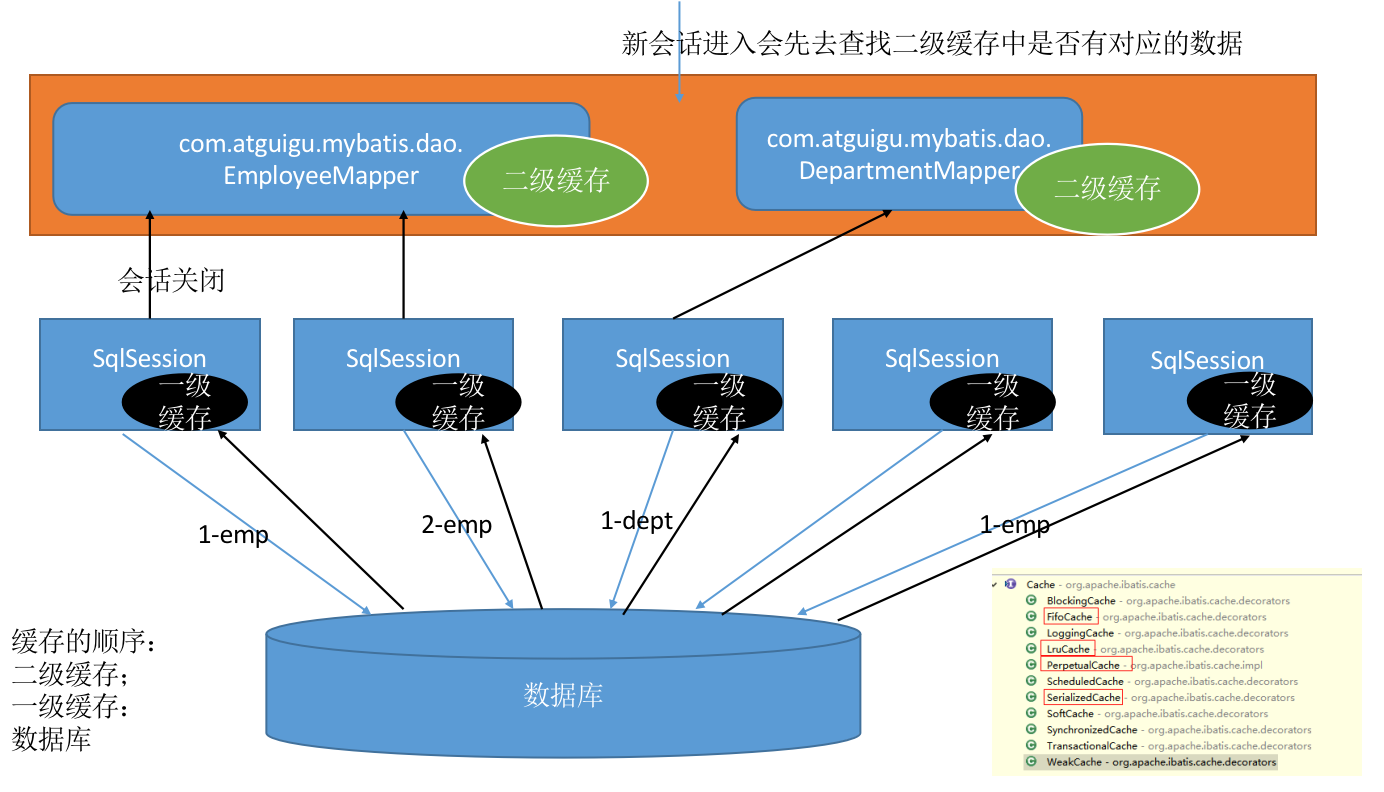 新会话进入会先去查找二级缓存中是否有对应的数据
com.atguigu.mybatis.dao.
EmployeeMapper
二级缓存
com.atguigu.mybatis.dao.
DepartmentMapper
二级缓存
会话关闭
SqlSession
一级
缓存
SqlSession
一级
缓存
SqlSession
一级
缓存
SqlSession
一级
缓存
SqlSession
一级
缓存
1-emp
2-emp
1-dept
1-emp
数据库
缓存的顺序：
二级缓存；
一级缓存：
数据库
Cache - org.apache.ibatis.cache
BlockingCache - org.apache.ibatis.cache.decorators
FifoCache - org.apache.ibatis.cache.decorators
LoggingCache - org.apache.ibatis.cache.decorators
LruCache - org.apache.ibatis.cache.decorators
PerpetualCache - org.apache.ibatis.cache.impl
ScheduledCache - org.apache.ibatis.cache.decorators
SerializedCache - org.apache.ibatis.cache.decorators
SoftCache - org.apache.ibatis.cache.decorators
SynchronizedCache - org.apache.ibatis.cache.decorators
TransactionalCache - org.apache.ibatis.cache.decorators
WeakCache - org.apache.ibatis.cache.decorators